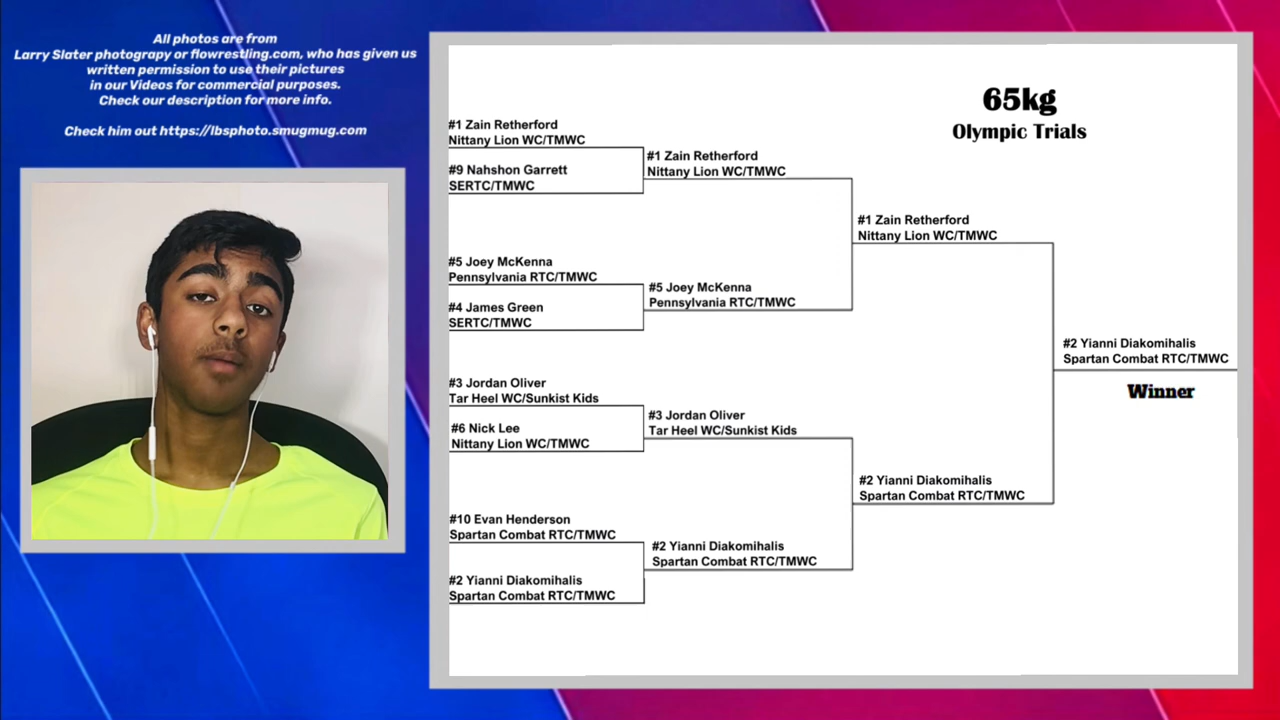 All photos are from
Larry Slater photograpy or flowrestling.com, who has given us
written permission to use their pictures
in our Videos for commercial purposes.
Check our description for more info.
Check him out https://lbsphoto.smugmug.com
65kg
Olympic Trials
#1 Zain Retherford
Nittany Lion WC/TMWC
#9 Nahshon Garrett
SERTC/TMWC
#5 Joey McKenna
Pennsylvania RTC/TMWC
#4 James Green
SERTC/TMWC
#3 Jordan Oliver
Tar Heel WC/Sunkist Kids
#6 Nick Lee
Nittany Lion WC/TMWC
#10 Evan Henderson
Spartan Combat RTC/TMWC
#2 Yianni Diakomihalis
Spartan Combat RTC/TMWC
#1 Zain Retherford
Nittany Lion WC/TMWC
#5 Joey McKenna
Pennsylvania RTC/TMWC
#3 Jordan Oliver
Tar Heel WC/Sunkist Kids
#2 Yianni Diakomihalis
Spartan Combat RTC/TMWC
#1 Zain Retherford
Nittany Lion WC/TMWC
#2 Yianni Diakomihalis
Spartan Combat RTC/TMWC
#2 Yianni Diakomihalis
Spartan Combat RTC/TMWC
Winner